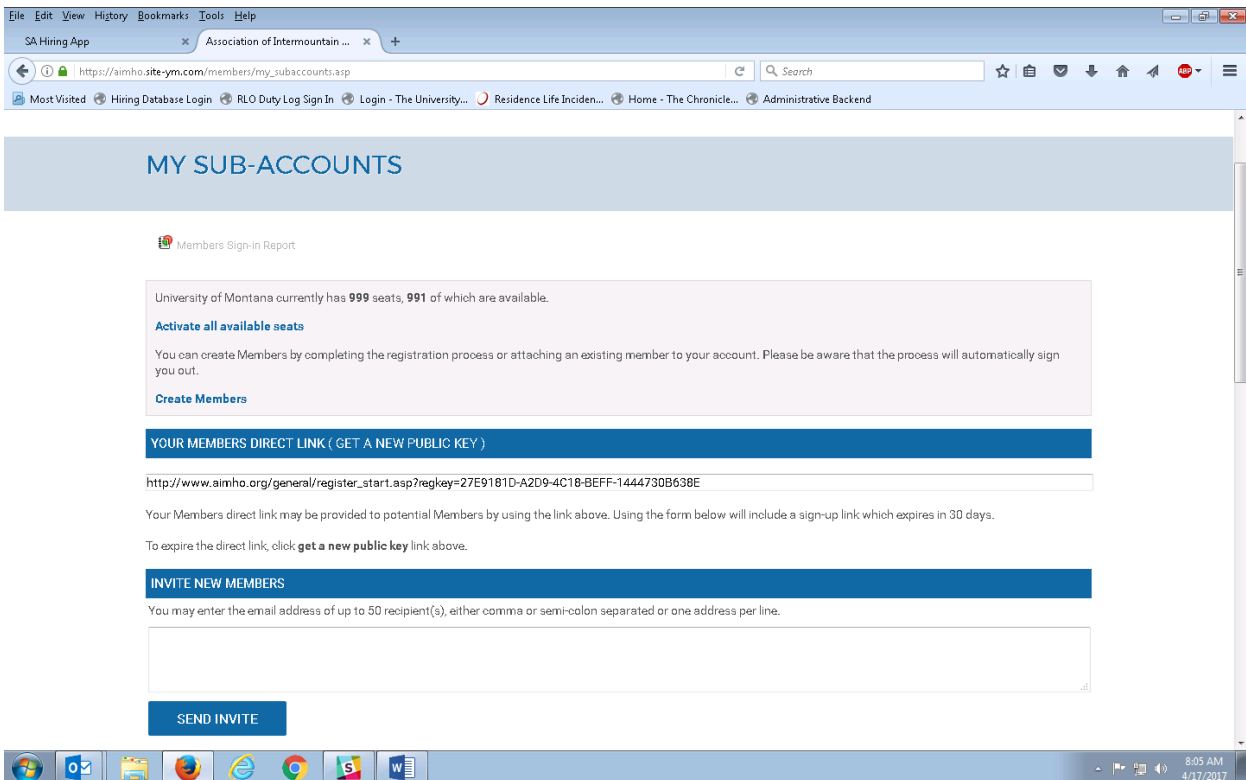 File Edit View History Bookmarks Tools Help
SA Hiring App
Association of Intermountain ...
https://aimho.site-ym.com/members/my_subaccounts.asp
Search
ABP
Most Visited Hiring Database Login RLO Duty Log Sign In Login - The University... Residence Life Inciden... Home - The Chronicle... Administrative Backend
MY SUB-ACCOUNTS
Members Sign-in Report
University of Montana currently has 999 seats, 991 of which are available.
Activate all available seats
You can create Members by completing the registration process or attaching an existing member to your account. Please be aware that the process will automatically sign
you out.
Create Members
YOUR MEMBERS DIRECT LINK ( GET A NEW PUBLIC KEY )
http://www.aimho.org/general/register_start.asp?regkey=27E9181D-A2D9-4C18-BEFF-1444730B638E
Your Members direct link may be provided to potential Members by using the link above. Using the form below will include a sign-up link which expires in 30 days.
To expire the direct link, click get a new public key link above.
INVITE NEW MEMBERS
You may enter the email address of up to 50 recipient(s), either comma or semi-colon separated or one address per line.
SEND INVITE
8:05 AM
4/17/2017